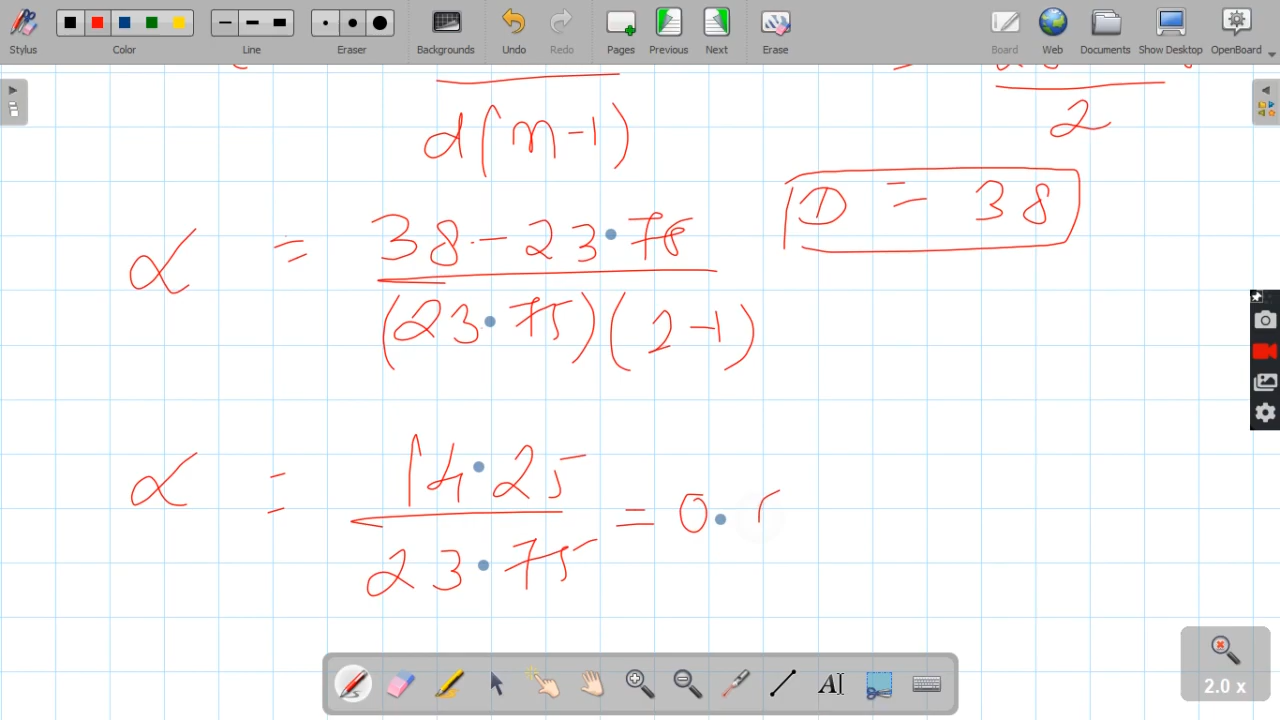 Stylus Color Line Eraser Backgrounds Undo Redo Pages Previous Next Erase Board Web Documents Show Desktop OpenBoard
d(n-1)
2
D = 38
α = 38 - 23.75
(23.75)(2-1)
α = 14.25
23.75
= 0.
2.0 x